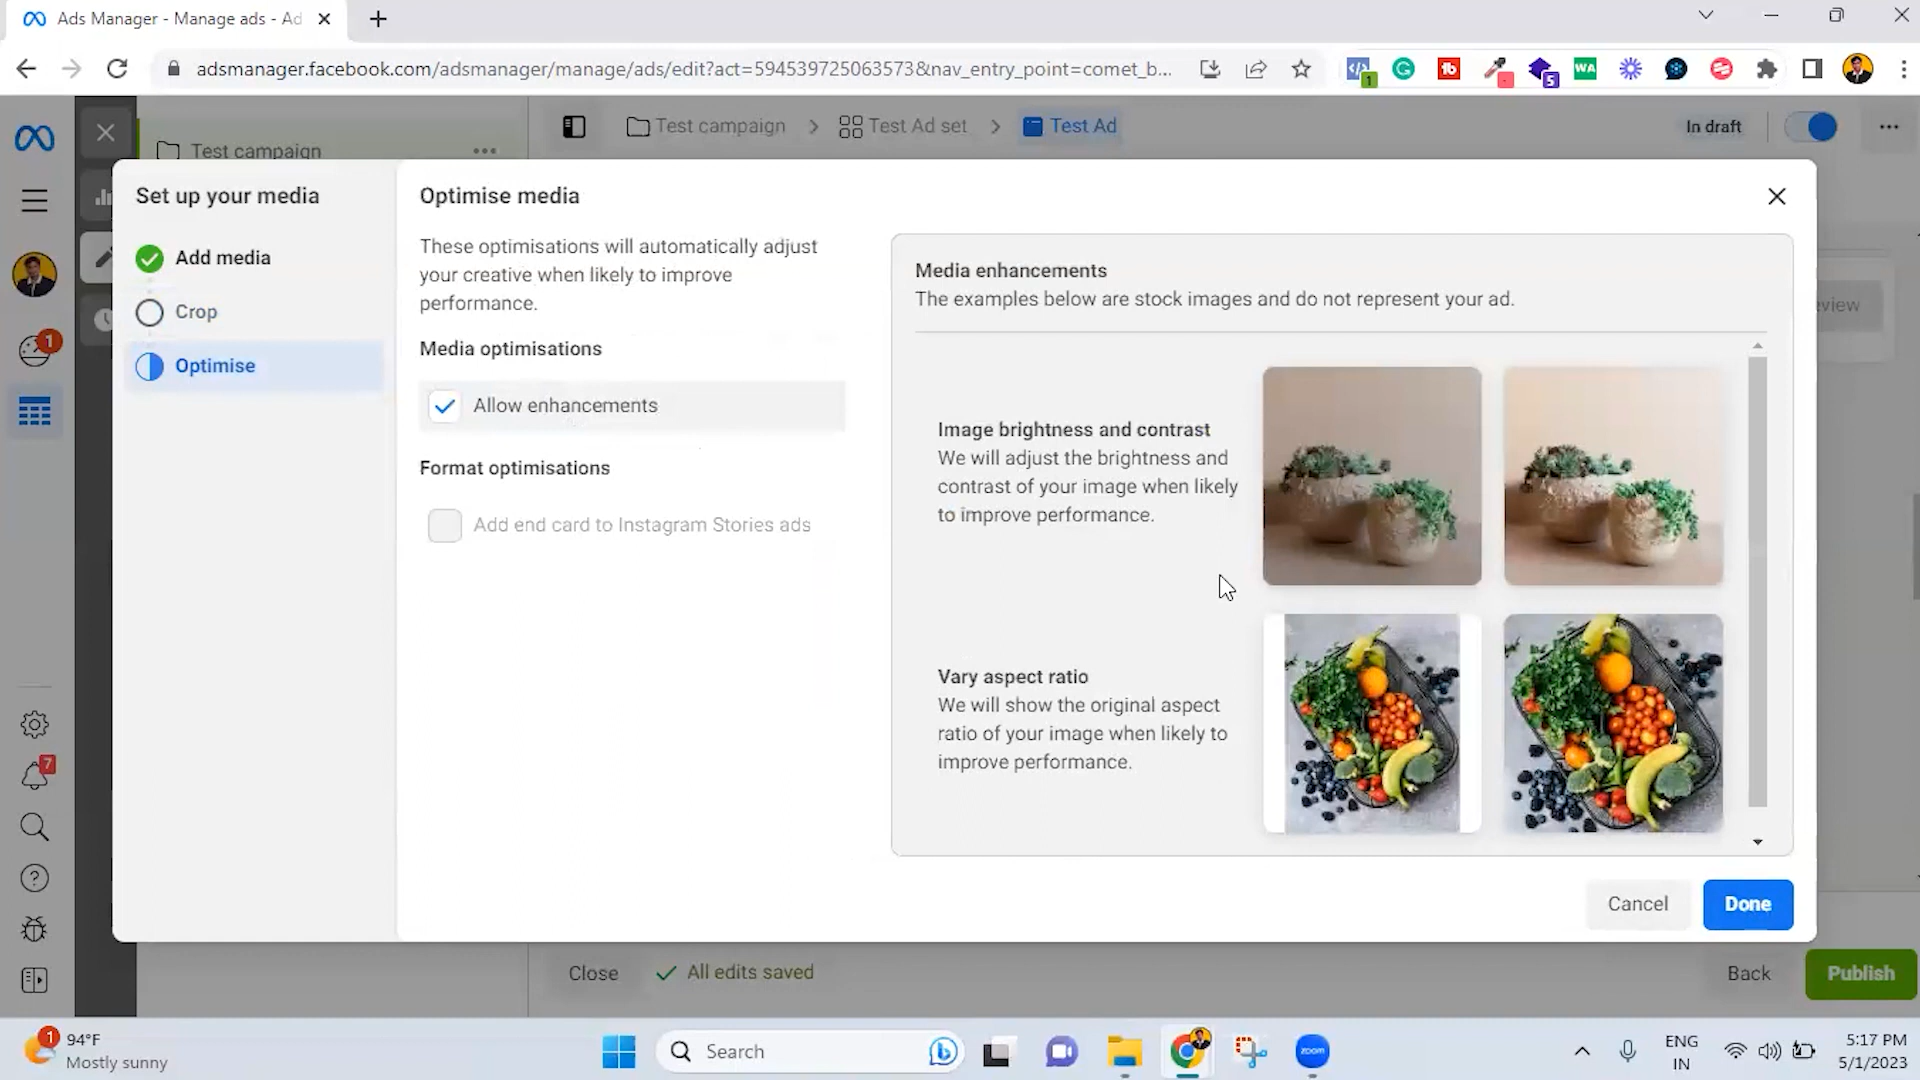 Ads Manager - Manage ads - Ad
adsmanager.facebook.com/adsmanager/manage/ads/edit?act=594539725063573&nav_entry_point=comet_b...
1
5
WA
Test campaign
Test campaign
Test Ad set
Test Ad
In draft
Set up your media
Add media
Crop
Optimise
Optimise media
These optimisations will automatically adjust
your creative when likely to improve
performance.
Media optimisations
Allow enhancements
Format optimisations
Add end card to Instagram Stories ads
Media enhancements
The examples below are stock images and do not represent your ad.
Image brightness and contrast
We will adjust the brightness and
contrast of your image when likely
to improve performance.
Vary aspect ratio
We will show the original aspect
ratio of your image when likely to
improve performance.
Cancel
Done
1
7
Close
All edits saved
Back
Publish
1
94°F
Mostly sunny
Search
zoom
ENG
IN
5:17 PM
5/1/2023